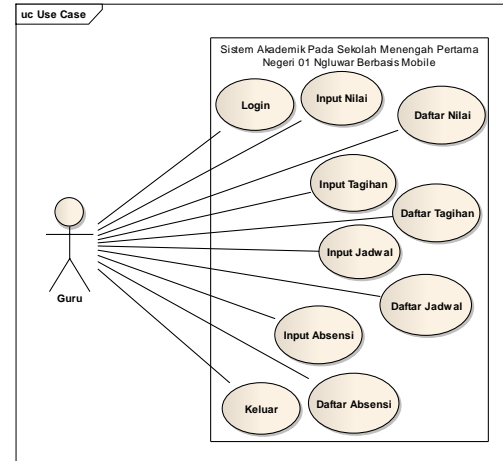 uc Use Case
Sistem Akademik Pada Sekolah Menengah Pertama
Negeri 01 Ngluwar Berbasis Mobile
Login
Input Nilai
Daftar Nilai
Input Tagihan
Daftar Tagihan
Input Jadwal
Guru
Daftar Jadwal
Input Absensi
Keluar
Daftar Absensi